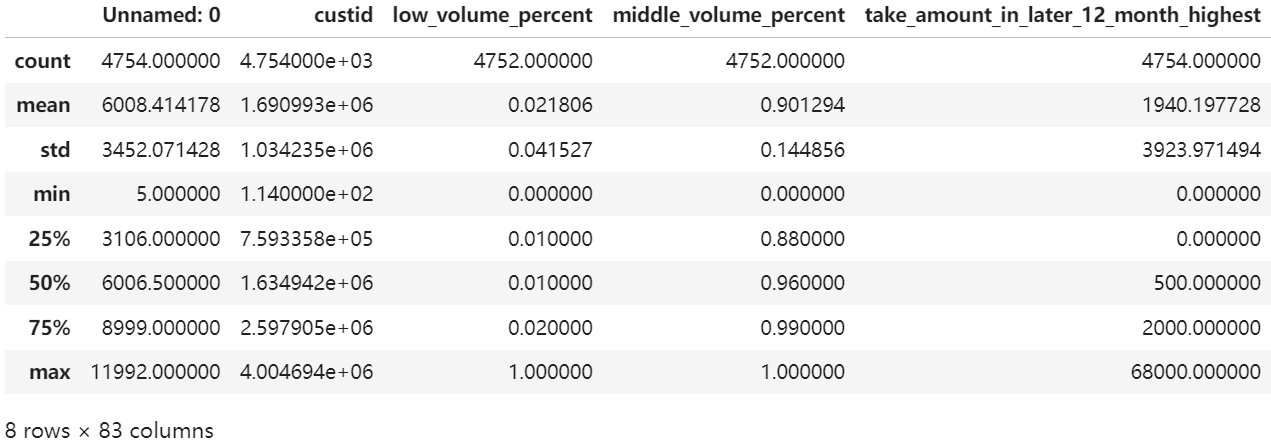 Unnamed: 0 custid low_volume_percent middle_volume_percent take_amount_in_later_12_month_highest
count 4754.000000 4.754000e+03 4752.000000 4752.000000 4754.000000
mean 6008.414178 1.690993e+06 0.021806 0.901294 1940.197728
std 3452.071428 1.034235e+06 0.041527 0.144856 3923.971494
min 5.000000 1.140000e+02 0.000000 0.000000 0.000000
25% 3106.000000 7.593358e+05 0.010000 0.880000 0.000000
50% 6006.500000 1.634942e+06 0.010000 0.960000 500.000000
75% 8999.000000 2.597905e+06 0.020000 0.990000 2000.000000
max 11992.000000 4.004694e+06 1.000000 1.000000 68000.000000
8 rows × 83 columns